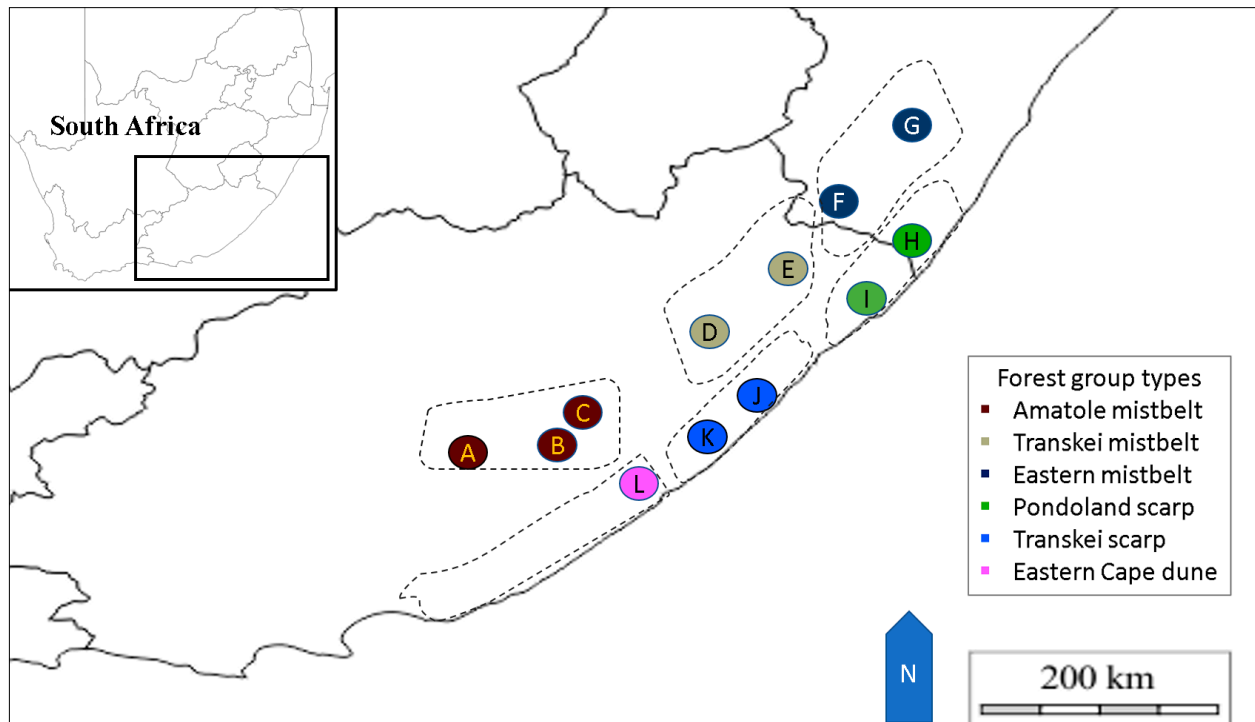 South Africa
G
F
H
E
I
D
J
C
K
B
A
L
Forest group types
Amatole mistbelt
Transkei mistbelt
Eastern mistbelt
Pondoland scarp
Transkei scarp
Eastern Cape dune
N
200 km